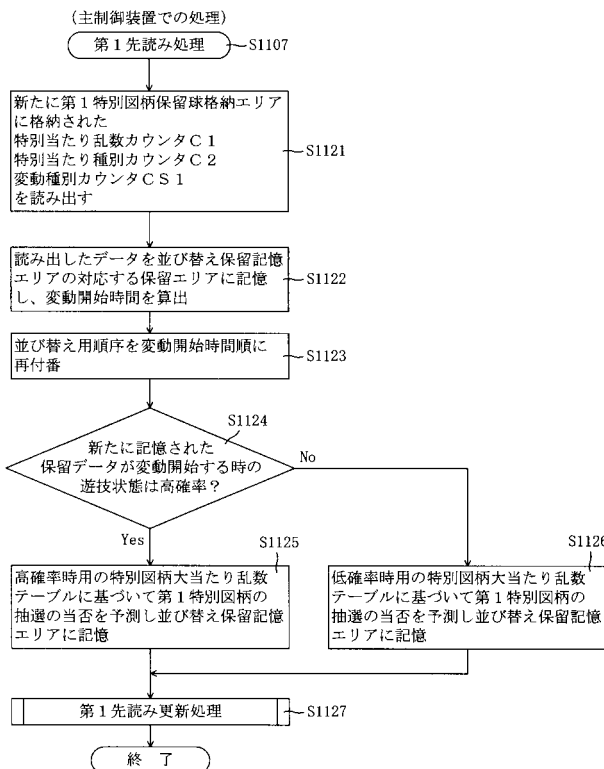 (主制御装置での処理)
第1先読み処理
S1107
新たに第1特別図柄保留球格納エリア
に格納された
特別当たり乱数カウンタC1
特別当たり種別カウンタC2
変動種別カウンタCS1
を読み出す
S1121
読み出したデータを並び替え保留記憶
エリアの対応する保留エリアに記憶
し、変動開始時間を算出
S1122
並び替え用順序を変動開始時間順に
再付番
S1123
S1124
新たに記憶された
保留データが変動開始する時の
遊技状態は高確率?
No
Yes
S1125
高確率時用の特別図柄大当たり乱数
テーブルに基づいて第1特別図柄の
抽選の当否を予測し並び替え保留記憶
エリアに記憶
S1126
低確率時用の特別図柄大当たり乱数
テーブルに基づいて第1特別図柄の
抽選の当否を予測し並び替え保留記憶
エリアに記憶
第1先読み更新処理
S1127
終 了